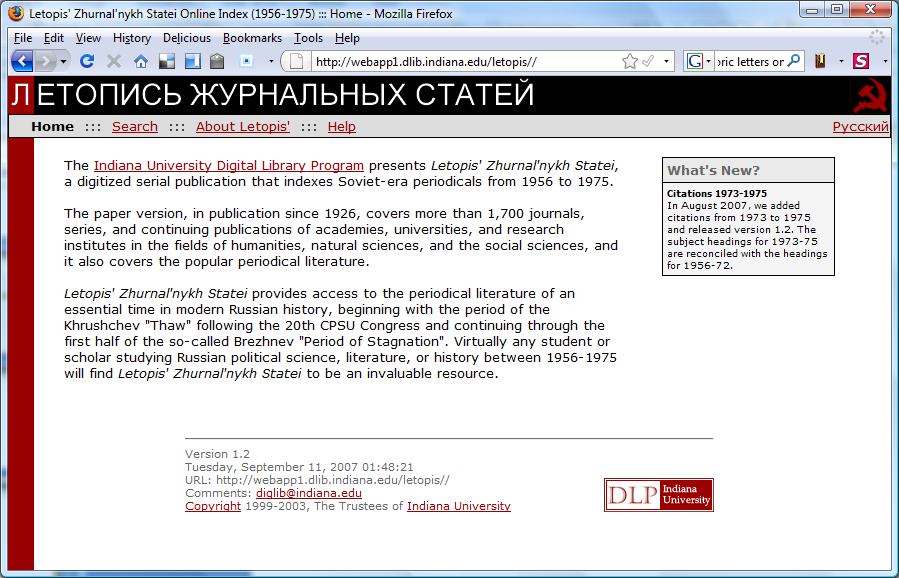 Letopis' Zhurnal'nykh Statei Online Index (1956-1975) ::: Home - Mozilla Firefox
File Edit View History Delicious Bookmarks Tools Help
http://webapp1.dlib.indiana.edu/letopis// G oric letters or S
ЛЕТОПИСЬ ЖУРНАЛЬНЫХ СТАТЕЙ
Home ::: Search ::: About Letopis' ::: Help Русский
The Indiana University Digital Library Program presents Letopis' Zhurnal'nykh Statei,
a digitized serial publication that indexes Soviet-era periodicals from 1956 to 1975.
The paper version, in publication since 1926, covers more than 1,700 journals,
series, and continuing publications of academies, universities, and research
institutes in the fields of humanities, natural sciences, and the social sciences, and
it also covers the popular periodical literature.
Letopis' Zhurnal'nykh Statei provides access to the periodical literature of an
essential time in modern Russian history, beginning with the period of the
Khrushchev "Thaw" following the 20th CPSU Congress and continuing through the
first half of the so-called Brezhnev "Period of Stagnation". Virtually any student or
scholar studying Russian political science, literature, or history between 1956-1975
will find Letopis' Zhurnal'nykh Statei to be an invaluable resource.
What's New?
Citations 1973-1975
In August 2007, we added
citations from 1973 to 1975
and released version 1.2. The
subject headings for 1973-75
are reconciled with the headings
for 1956-72.
Version 1.2
Tuesday, September 11, 2007 01:48:21
URL: http://webapp1.dlib.indiana.edu/letopis//
Comments: diglib@indiana.edu
Copyright 1999-2003, The Trustees of Indiana University
DLP Indiana
University